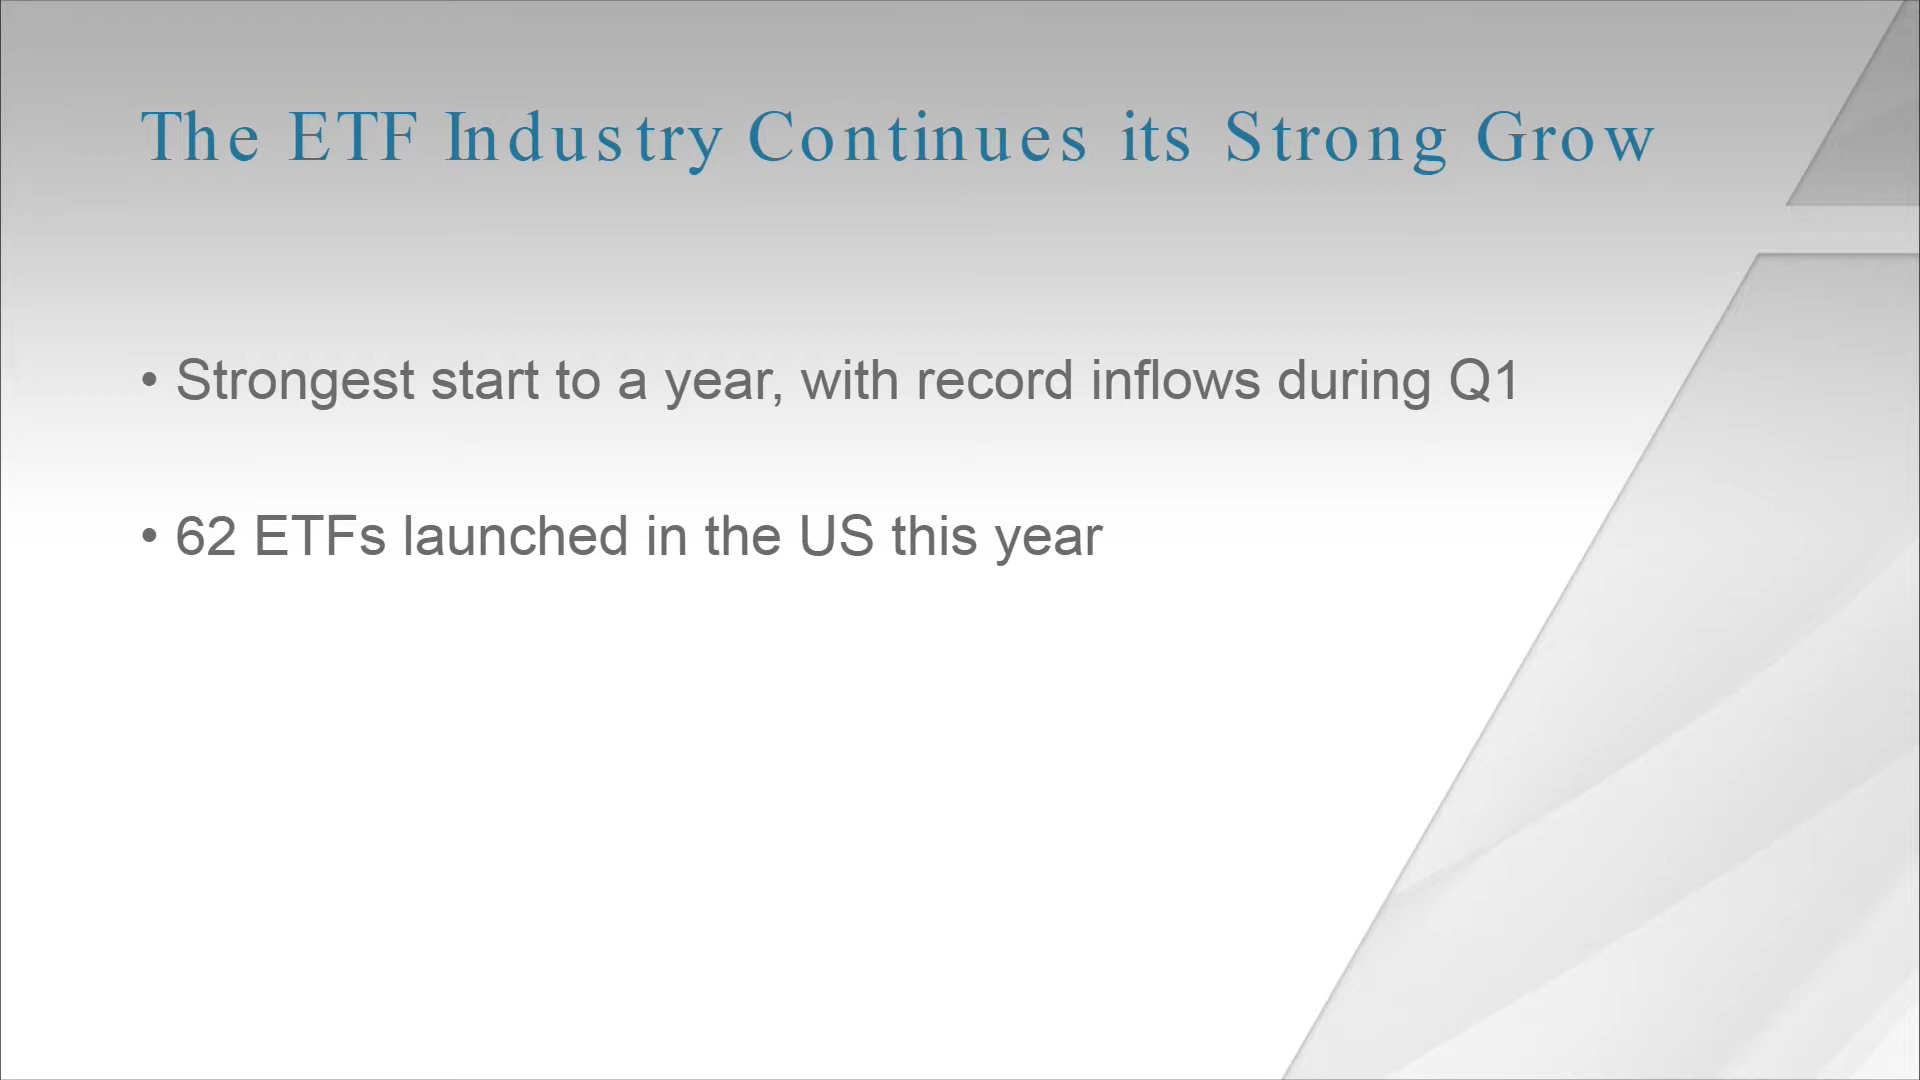 The ETF Industry Continues its Strong Grow
• Strongest start to a year, with record inflows during Q1
• 62 ETFs launched in the US this year